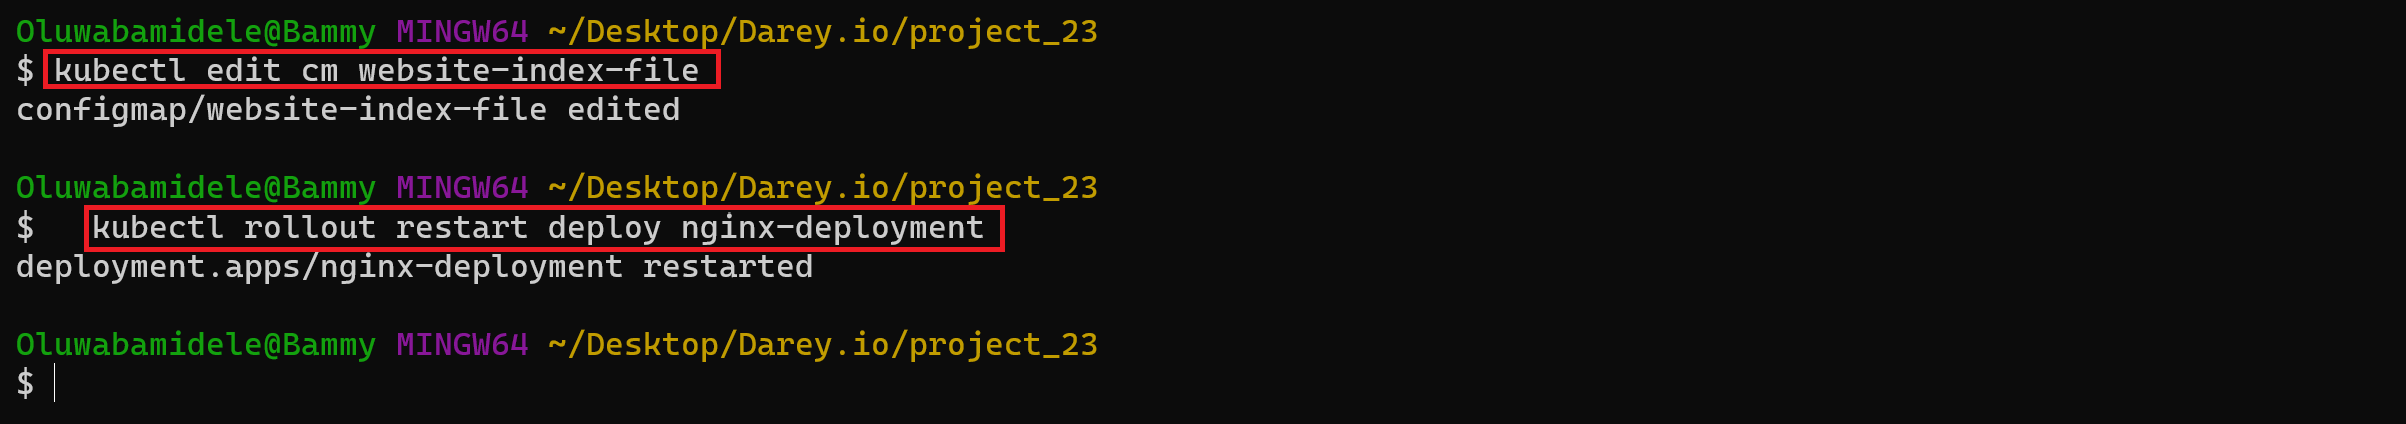 Oluwabamidele@Bammy MINGW64 ~/Desktop/Darey.io/project_23
$ kubectl edit cm website-index-file
configmap/website-index-file edited
Oluwabamidele@Bammy MINGW64 ~/Desktop/Darey.io/project_23
$   kubectl rollout restart deploy nginx-deployment
deployment.apps/nginx-deployment restarted
Oluwabamidele@Bammy MINGW64 ~/Desktop/Darey.io/project_23
$